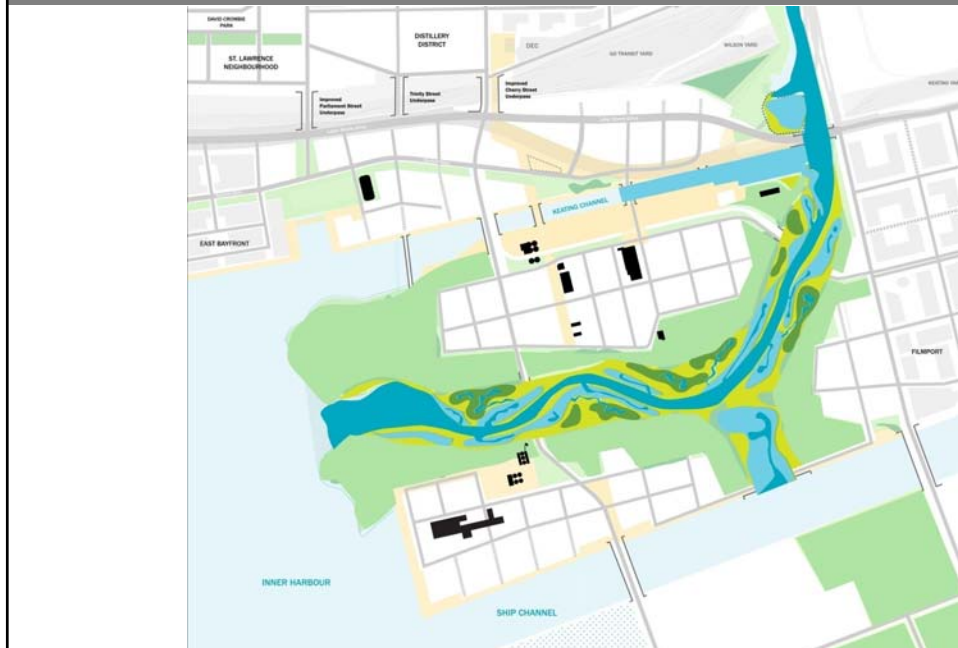 DAVID CROMBIE
PARK
ST. LAWRENCE
NEIGHBOURHOOD
DISTILLERY
DISTRICT
DEC
GO TRANSIT YARD
WILSON YARD
Improved
Parliament Street
Underpass
Trinity Street
Underpass
Improved
Cherry Street
Underpass
KEATING CHANNEL
EAST BAYFRONT
FILMPORT
INNER HARBOUR
SHIP CHANNEL